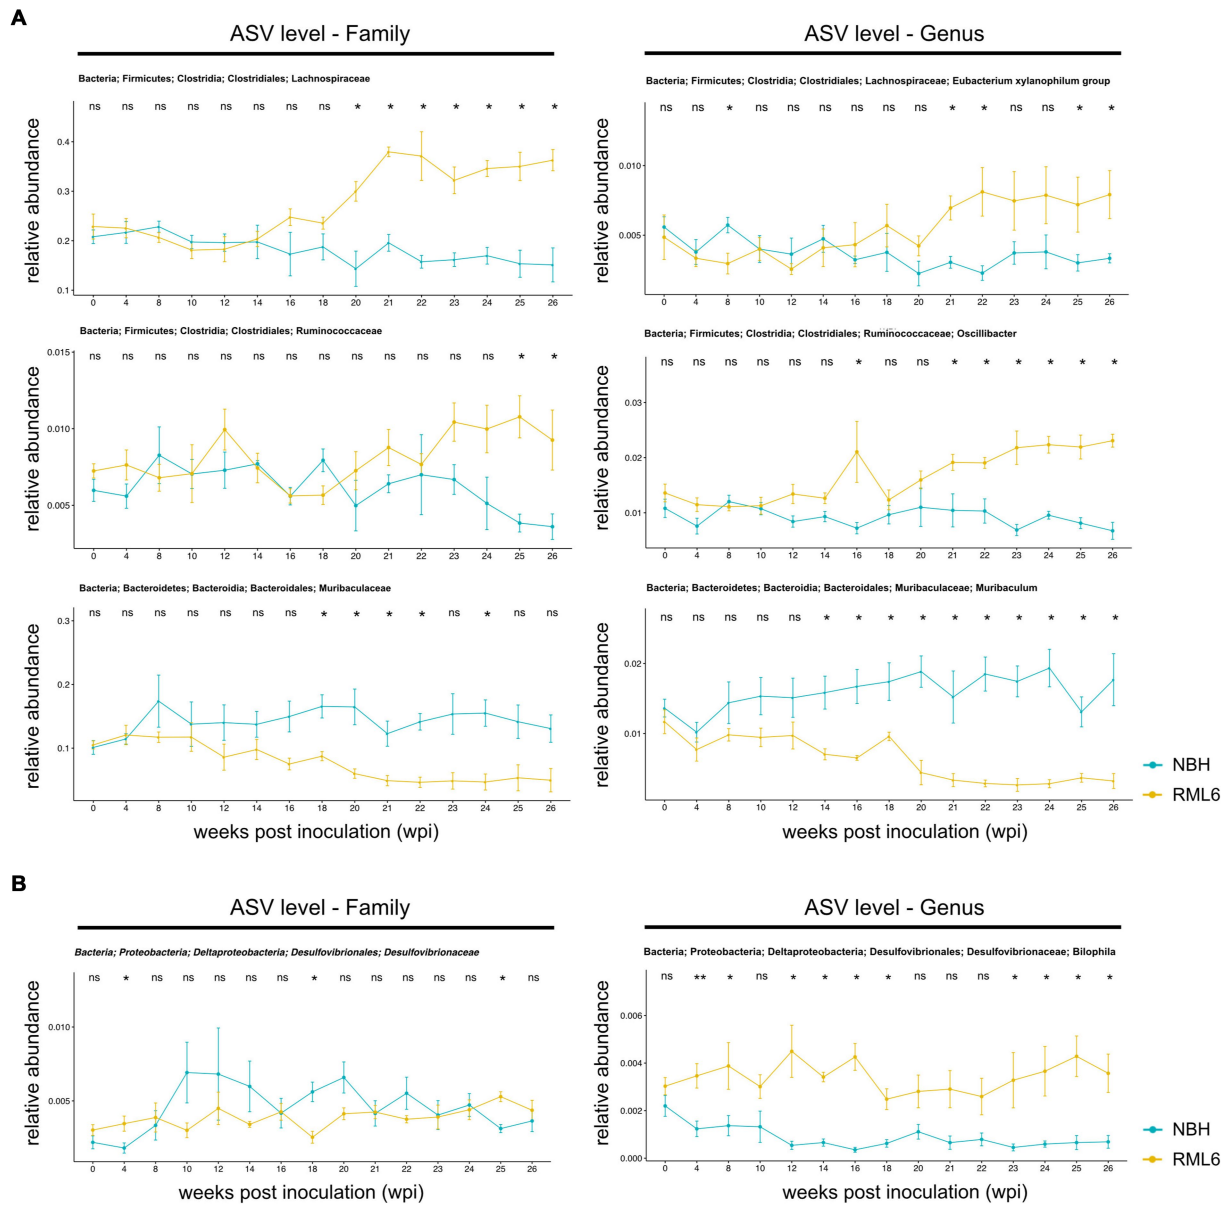 A
ASV level - Family
ASV level - Genus
Bacteria; Firmicutes; Clostridia; Clostridiales; Lachnospiraceae
ns ns ns ns ns ns ns ns * * * * * * *
relative abundance
0.4
0.3
0.2
0.1
0 4 8 10 12 14 16 18 20 21 22 23 24 25 26
Bacteria; Firmicutes; Clostridia; Clostridiales; Lachnospiraceae; Eubacterium xylanophilum group
ns ns * ns ns ns ns ns ns * * ns ns * *
relative abundance
0.010
0.005
0 4 8 10 12 14 16 18 20 21 22 23 24 25 26
Bacteria; Firmicutes; Clostridia; Clostridiales; Ruminococcaceae
ns ns ns ns ns ns ns ns ns ns ns ns ns * *
relative abundance
0.015
0.010
0.005
0 4 8 10 12 14 16 18 20 21 22 23 24 25 26
Bacteria; Firmicutes; Clostridia; Clostridiales; Ruminococcaceae; Oscillibacter
ns ns ns ns ns ns * ns ns * * * * * *
relative abundance
0.03
0.02
0.01
0 4 8 10 12 14 16 18 20 21 22 23 24 25 26
Bacteria; Bacteroidetes; Bacteroidia; Bacteroidales; Muribaculaceae
ns ns ns ns ns ns ns * * * * ns * ns ns
relative abundance
0.3
0.2
0.1
0 4 8 10 12 14 16 18 20 21 22 23 24 25 26
weeks post inoculation (wpi)
Bacteria; Bacteroidetes; Bacteroidia; Bacteroidales; Muribaculaceae; Muribaculum
ns ns ns ns ns * * * * * * * * * *
relative abundance
0.02
0.01
0 4 8 10 12 14 16 18 20 21 22 23 24 25 26
weeks post inoculation (wpi)
NBH
RML6
B
ASV level - Family
ASV level - Genus
Bacteria; Proteobacteria; Deltaproteobacteria; Desulfovibrionales; Desulfovibrionaceae
ns * ns ns ns ns ns * ns ns ns ns ns * ns
relative abundance
0.010
0.005
0 4 8 10 12 14 16 18 20 21 22 23 24 25 26
weeks post inoculation (wpi)
Bacteria; Proteobacteria; Deltaproteobacteria; Desulfovibrionales; Desulfovibrionaceae; Bilophila
ns ** * ns * * * * ns ns ns * * * *
relative abundance
0.006
0.004
0.002
0.000
0 4 8 10 12 14 16 18 20 21 22 23 24 25 26
weeks post inoculation (wpi)
NBH
RML6